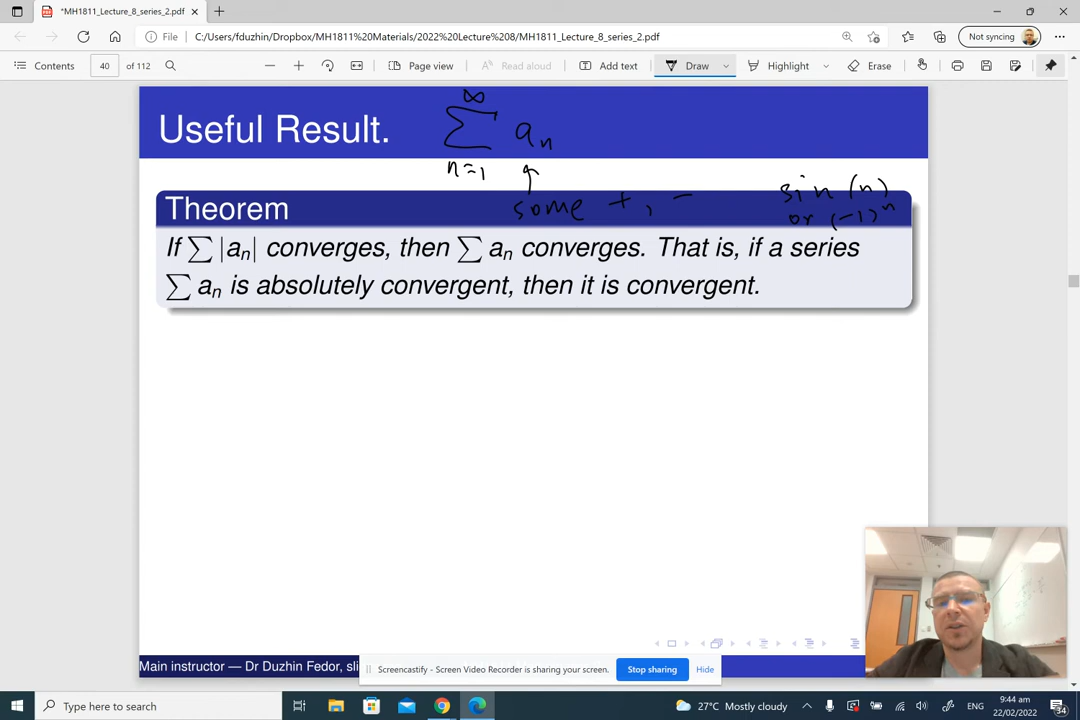 *MH1811_Lecture_8_series_2.pdf
File C:/Users/fduzhin/Dropbox/MH1811%20Materials/2022%20Lecture%208/MH1811_Lecture_8_series_2.pdf
Not syncing
Contents 40 of 112 Page view Read aloud Add text Draw Highlight Erase
Useful Result.
∞
∑ aₙ
n=1
some +, -
sin (n)
or (-1)ⁿ
Theorem
If ∑ |aₙ| converges, then ∑ aₙ converges. That is, if a series
∑ aₙ is absolutely convergent, then it is convergent.
Main instructor — Dr Duzhin Fedor, sli
Screencastify - Screen Video Recorder is sharing your screen. Stop sharing Hide
Type here to search
27°C Mostly cloudy
ENG
9:44 am
22/02/2022
34